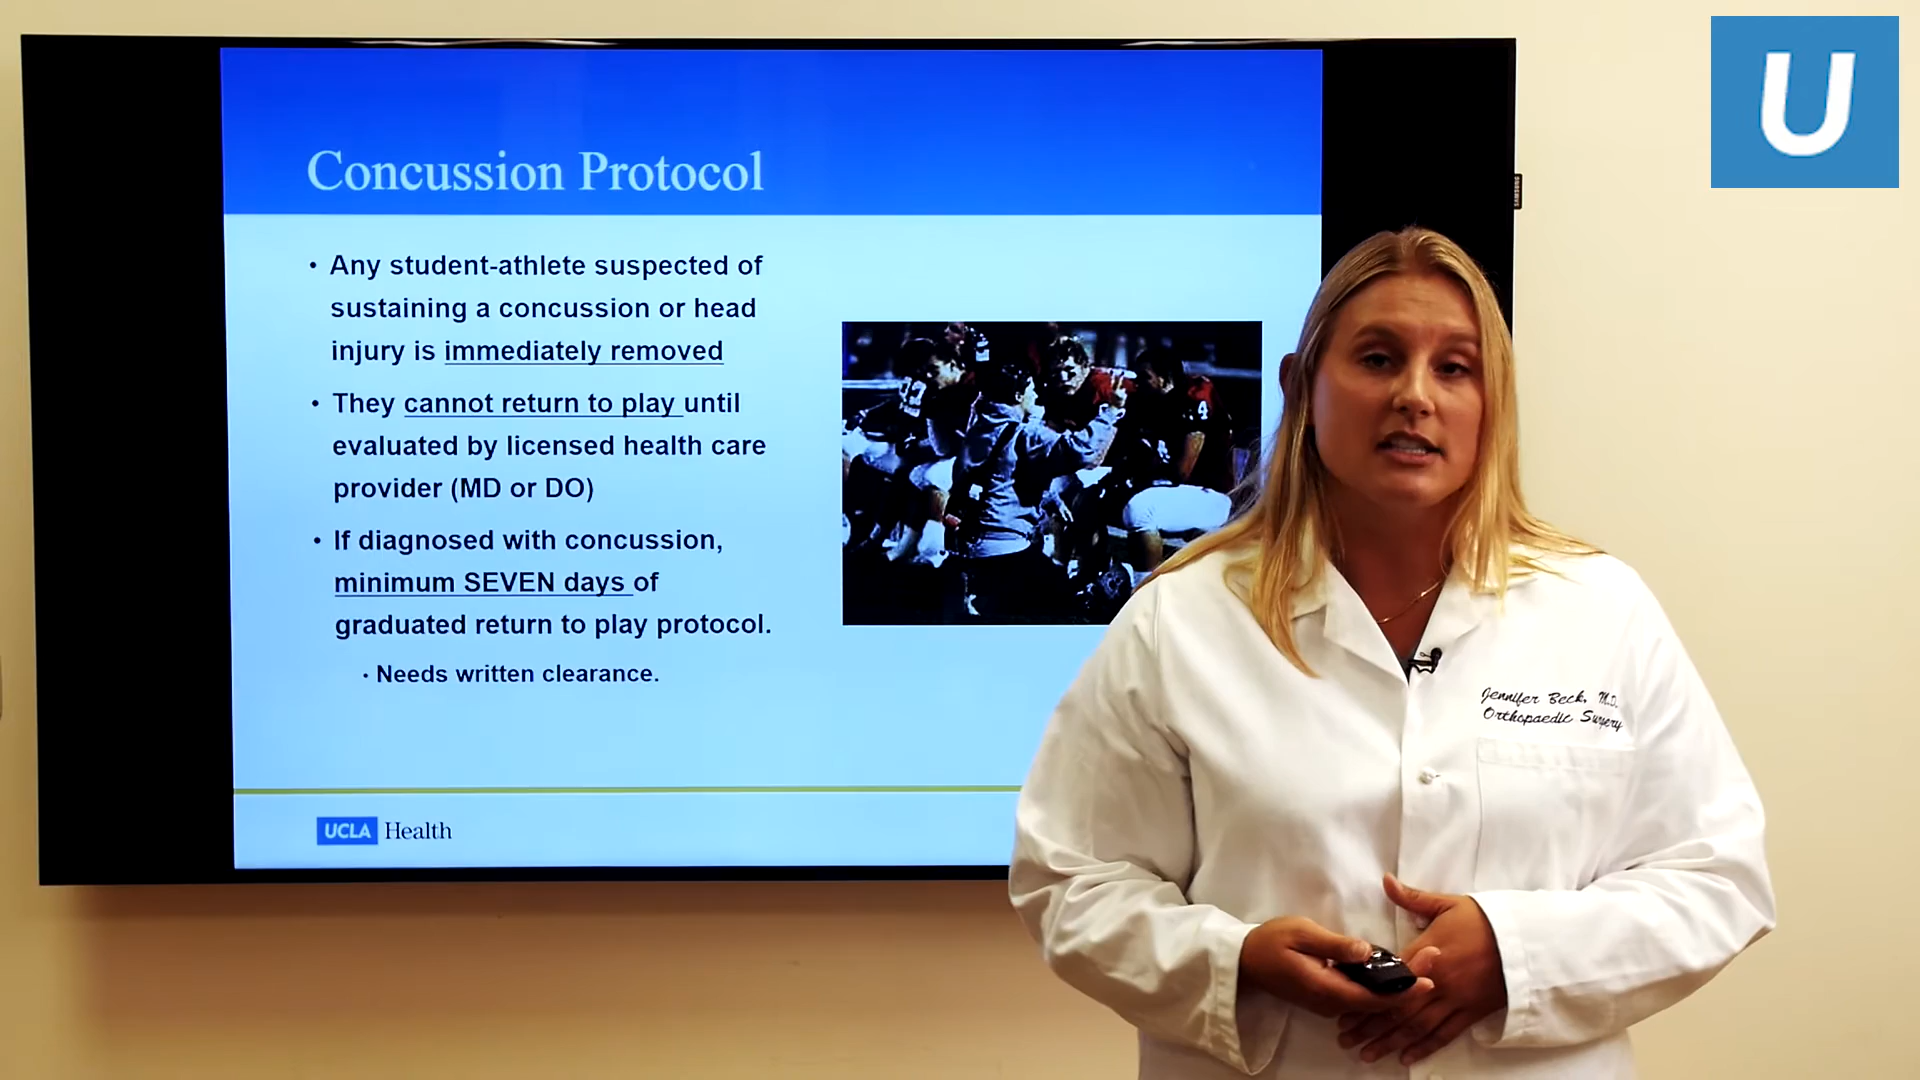 Concussion Protocol
• Any student-athlete suspected of
sustaining a concussion or head
injury is immediately removed
• They cannot return to play until
evaluated by licensed health care
provider (MD or DO)
• If diagnosed with concussion,
minimum SEVEN days of
graduated return to play protocol.
• Needs written clearance.
UCLA Health
U
SAMSUNG
4
Jennifer Beck, M.D.
Orthopaedic Surgery